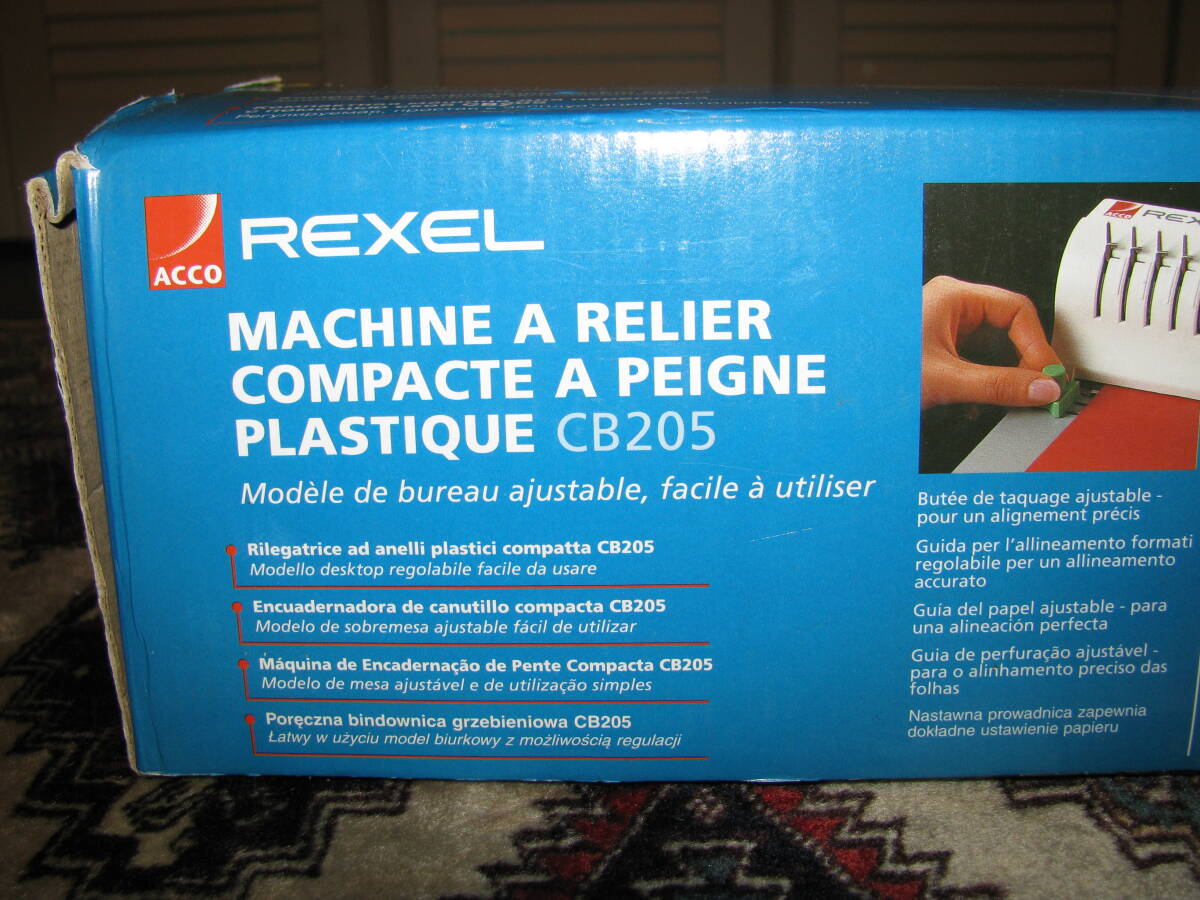 ACCO
REXEL
MACHINE A RELIER
COMPACTE A PEIGNE
PLASTIQUE CB205
Modèle de bureau ajustable, facile à utiliser
Rilegatrice ad anelli plastici compatta CB205
Modello desktop regolabile facile da usare
Encuadernadora de canutillo compacta CB205
Modelo de sobremesa ajustable fácil de utilizar
Máquina de Encadernação de Pente Compacta CB205
Modelo de mesa ajustável e de utilização simples
Poręczna bindownica grzebieniowa CB205
Łatwy w użyciu model biurkowy z możliwością regulacji
ACCO REX
Butée de taquage ajustable -
pour un alignement précis
Guida per l'allineamento formati
regolabile per un allineamento
accurato
Guía del papel ajustable - para
una alineación perfecta
Guia de perfuração ajustável -
para o alinhamento preciso das
folhas
Nastawna prowadnica zapewnia
dokładne ustawienie papieru